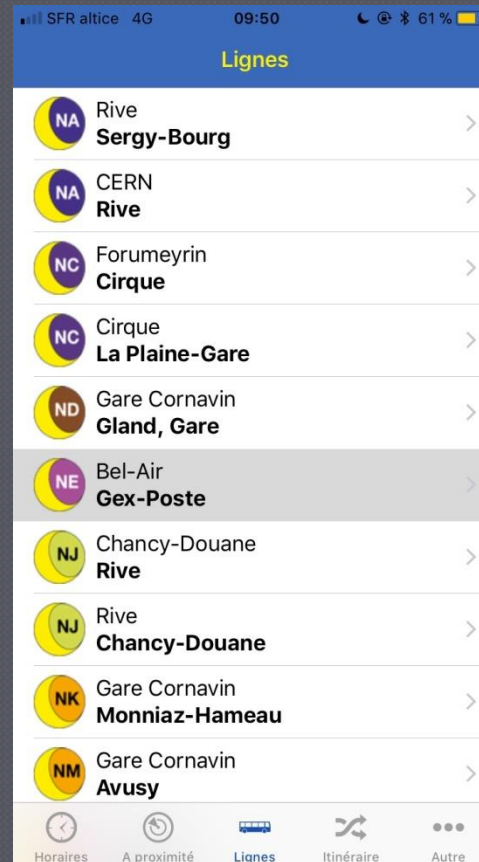 SFR altice 4G 09:50 61 %
Lignes
NA Rive
Sergy-Bourg
NA CERN
Rive
NC Forumeyrin
Cirque
NC Cirque
La Plaine-Gare
ND Gare Cornavin
Gland, Gare
NE Bel-Air
Gex-Poste
NJ Chancy-Douane
Rive
NJ Rive
Chancy-Douane
NK Gare Cornavin
Monniaz-Hameau
NM Gare Cornavin
Avusy
Horaires A proximité Lignes Itinéraire Autre